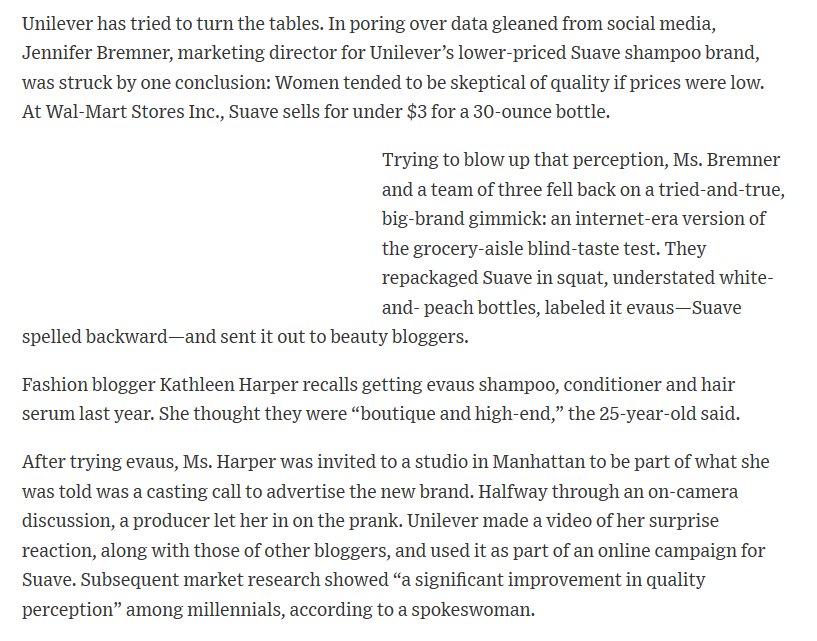 Unilever has tried to turn the tables. In poring over data gleaned from social media,
Jennifer Bremner, marketing director for Unilever’s lower-priced Suave shampoo brand,
was struck by one conclusion: Women tended to be skeptical of quality if prices were low.
At Wal-Mart Stores Inc., Suave sells for under $3 for a 30-ounce bottle.
Trying to blow up that perception, Ms. Bremner
and a team of three fell back on a tried-and-true,
big-brand gimmick: an internet-era version of
the grocery-aisle blind-taste test. They
repackaged Suave in squat, understated white-
and- peach bottles, labeled it evaus—Suave
spelled backward—and sent it out to beauty bloggers.
Fashion blogger Kathleen Harper recalls getting evaus shampoo, conditioner and hair
serum last year. She thought they were “boutique and high-end,” the 25-year-old said.
After trying evaus, Ms. Harper was invited to a studio in Manhattan to be part of what she
was told was a casting call to advertise the new brand. Halfway through an on-camera
discussion, a producer let her in on the prank. Unilever made a video of her surprise
reaction, along with those of other bloggers, and used it as part of an online campaign for
Suave. Subsequent market research showed “a significant improvement in quality
perception” among millennials, according to a spokeswoman.